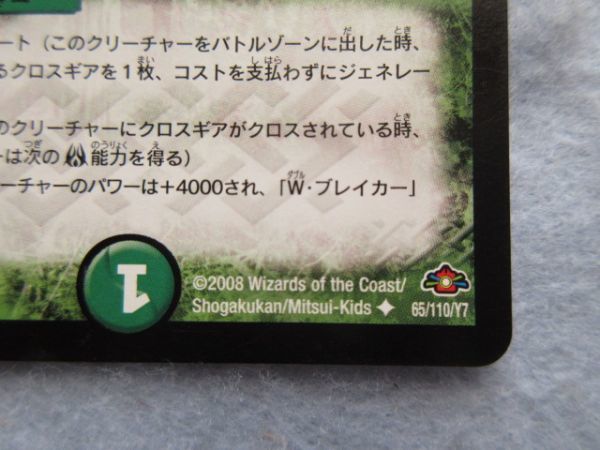 ート(このクリーチャーをバトルゾーンに出した時、
るクロスギアを1枚、コストを支払わずにジェネレー
のクリーチャーにクロスギアがクロスされている時、
ーは次の能力を得る)
リーチャーのパワーは+4000され、「W・ブレイカー」
1
©2008 Wizards of the Coast/
Shogakukan/Mitsui-Kids
65/110/Y7